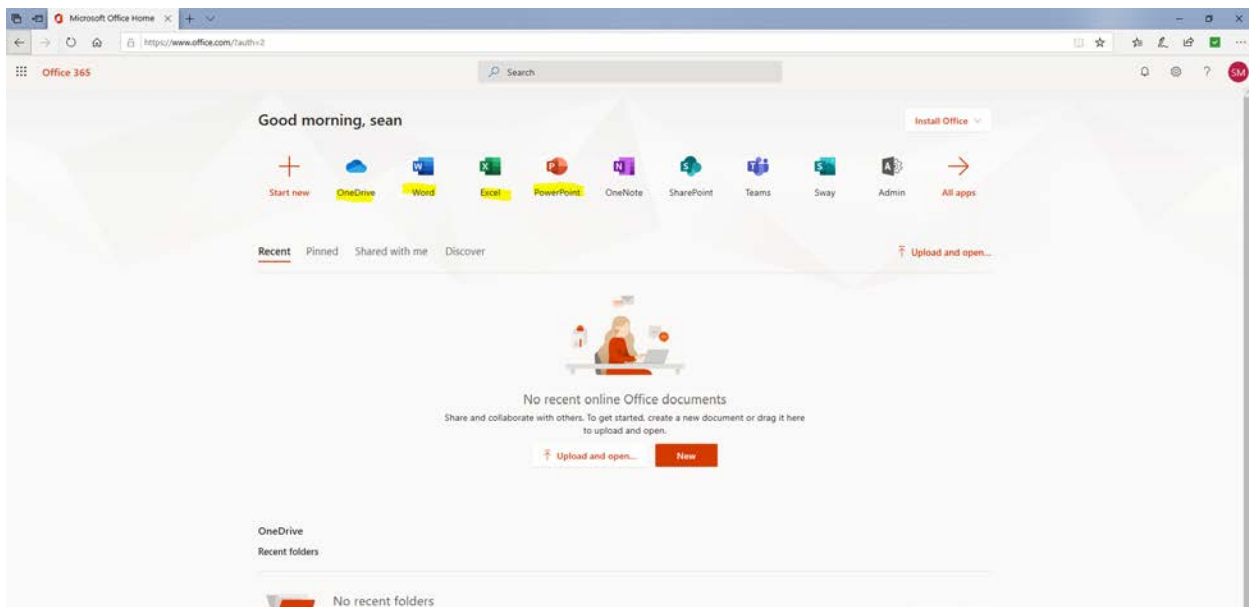 Microsoft Office Home
https://www.office.com/?auth=2
Office 365
Search
SM
Good morning, sean
Install Office
Start new
OneDrive
Word
Excel
PowerPoint
OneNote
SharePoint
Teams
Sway
Admin
All apps
Recent Pinned Shared with me Discover
Upload and open...
No recent online Office documents
Share and collaborate with others. To get started, create a new document or drag it here
to upload and open.
Upload and open...
New
OneDrive
Recent folders
No recent folders